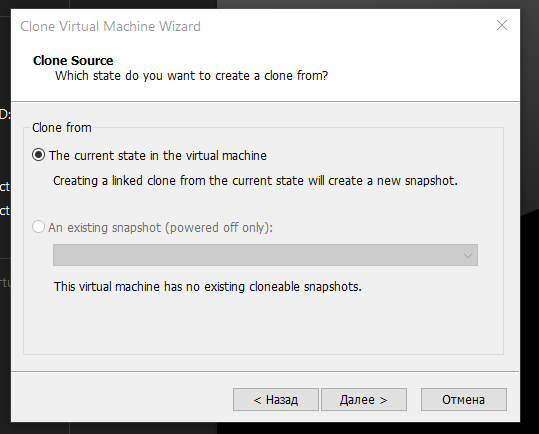 Clone Virtual Machine Wizard
Clone Source
Which state do you want to create a clone from?
D:
Clone from
The current state in the virtual machine
Creating a linked clone from the current state will create a new snapshot.
ct
ct
An existing snapshot (powered off only):
This virtual machine has no existing cloneable snapshots.
< Назад
Далее >
Отмена